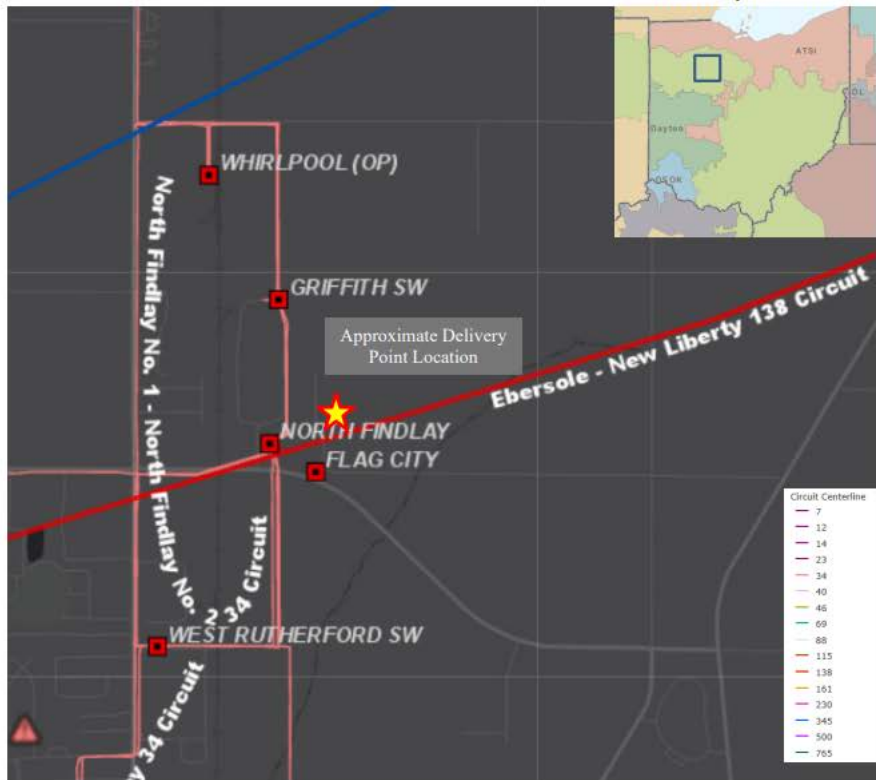 ATSI
OL
Dayton
DEOK
WHIRLPOOL (OP)
North Findlay No. 1 - North Findlay No. 2 34 Circuit
GRIFFITH SW
Approximate Delivery
Point Location
Ebersole - New Liberty 138 Circuit
NORTH FINDLAY
FLAG CITY
WEST RUTHERFORD SW
y 34 Circuit
Circuit Centerline
7
12
14
23
34
40
46
69
88
115
138
161
230
345
500
765